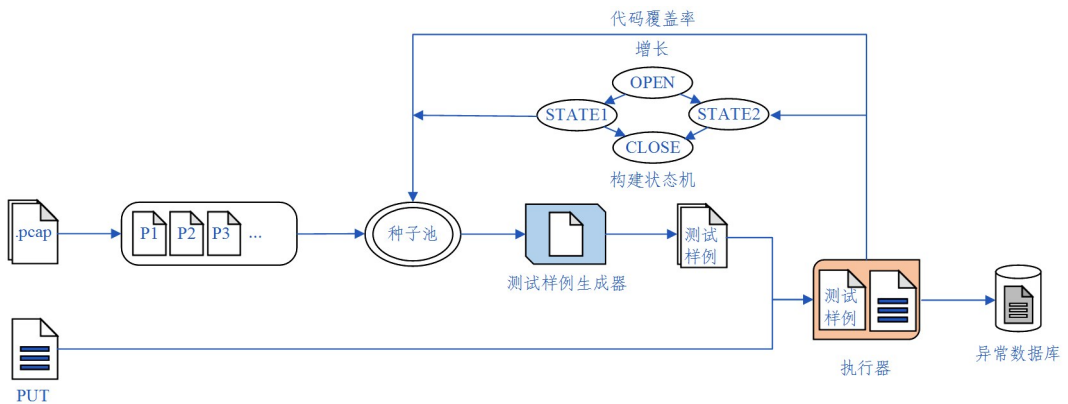 代码覆盖率
增长
OPEN
STATE1
STATE2
CLOSE
构建状态机
.pcap
P1
P2
P3
...
种子池
测试样例生成器
测试
样例
测试
样例
执行器
异常数据库
PUT